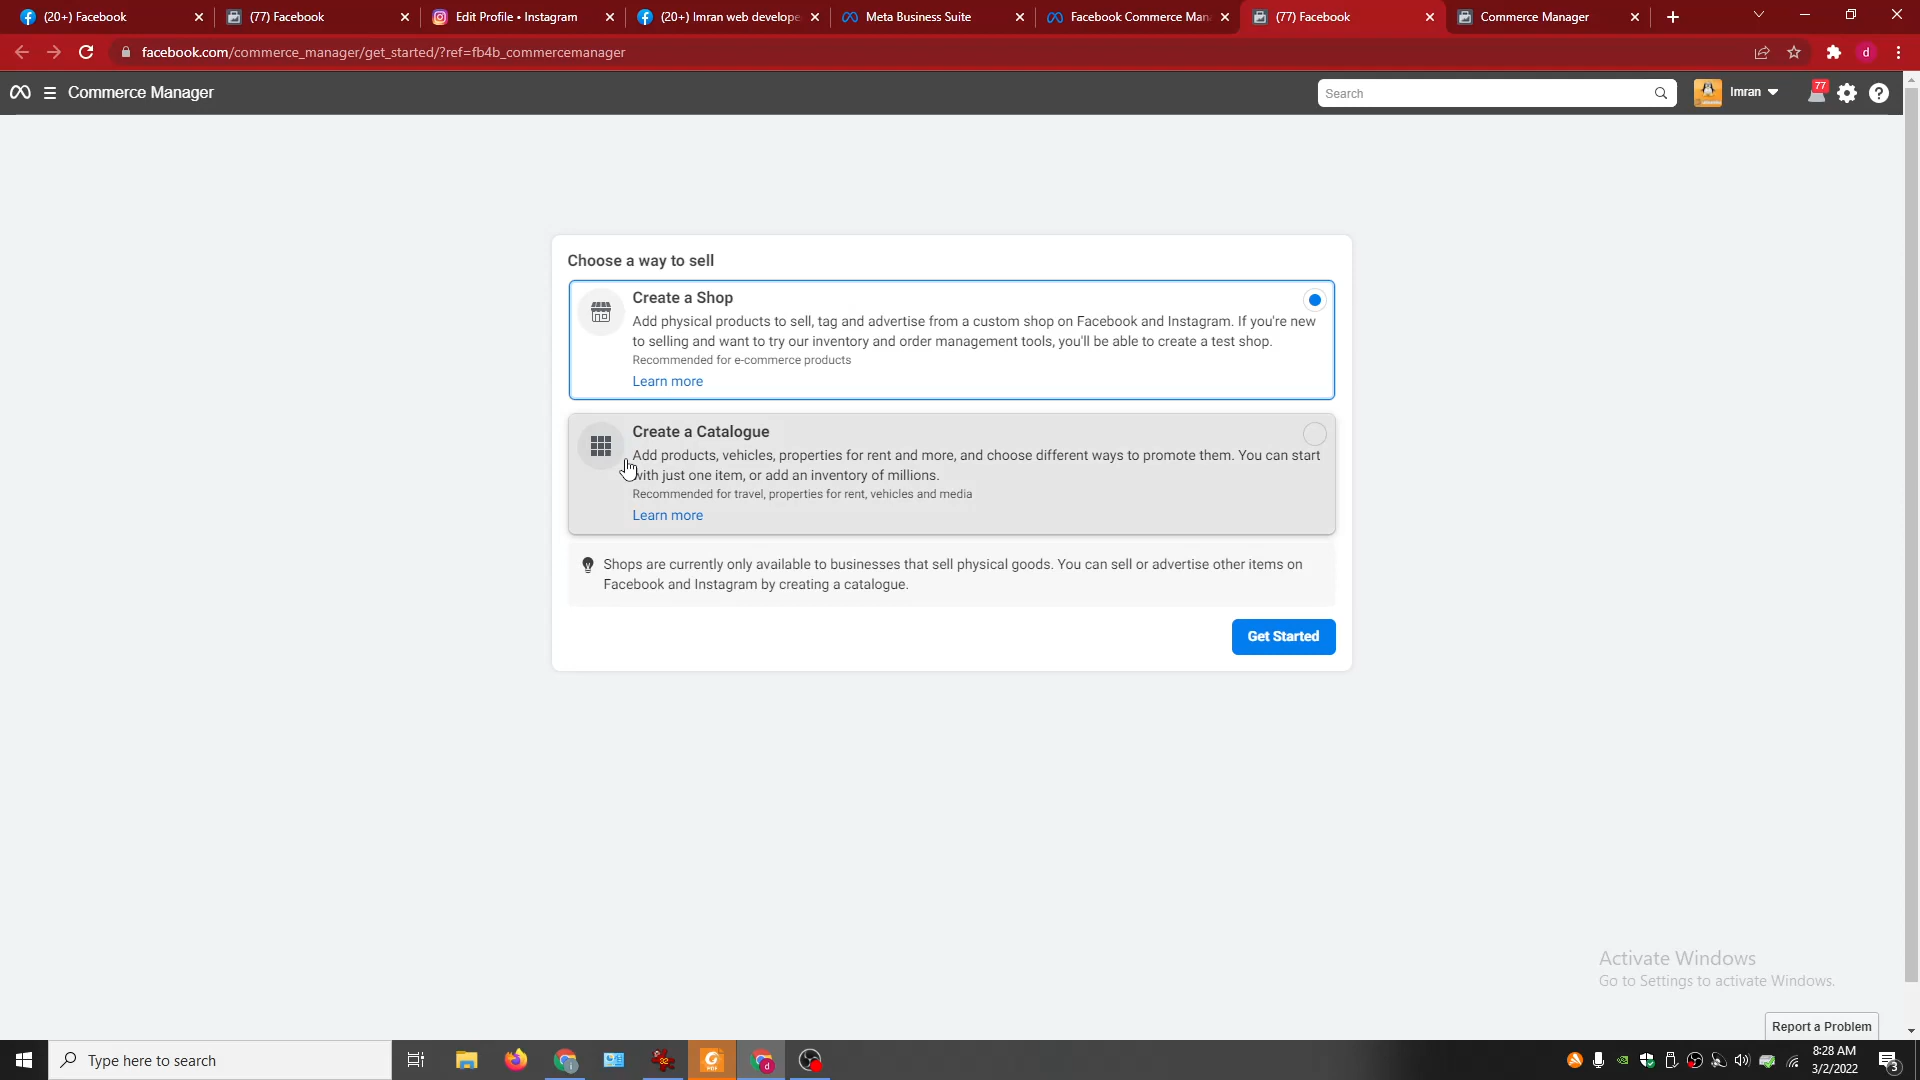 (20+) Facebook
(77) Facebook
Edit Profile • Instagram
(20+) Imran web develope
Meta Business Suite
Facebook Commerce Man
(77) Facebook
Commerce Manager
facebook.com/commerce_manager/get_started/?ref=fb4b_commercemanager
d
Commerce Manager
Search
Imran
77
Choose a way to sell
Create a Shop
Add physical products to sell, tag and advertise from a custom shop on Facebook and Instagram. If you're new
to selling and want to try our inventory and order management tools, you'll be able to create a test shop.
Recommended for e-commerce products
Learn more
Create a Catalogue
Add products, vehicles, properties for rent and more, and choose different ways to promote them. You can start
with just one item, or add an inventory of millions.
Recommended for travel, properties for rent, vehicles and media
Learn more
Shops are currently only available to businesses that sell physical goods. You can sell or advertise other items on
Facebook and Instagram by creating a catalogue.
Get Started
Activate Windows
Go to Settings to activate Windows.
Report a Problem
Type here to search
32
PDF
d
8:28 AM
3/2/2022
3